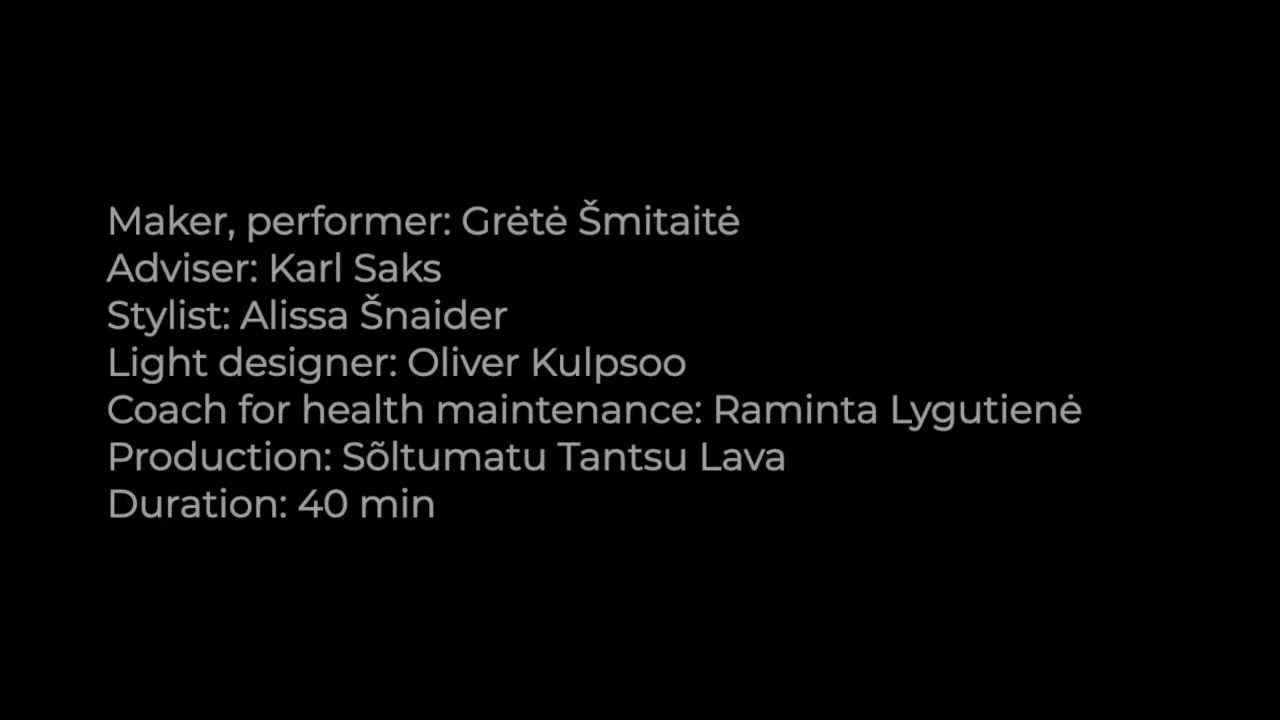 Maker, performer: Grėtė Šmitaitė
Adviser: Karl Saks
Stylist: Alissa Šnaider
Light designer: Oliver Kulpsoo
Coach for health maintenance: Raminta Lygutienė
Production: Sõltumatu Tantsu Lava
Duration: 40 min